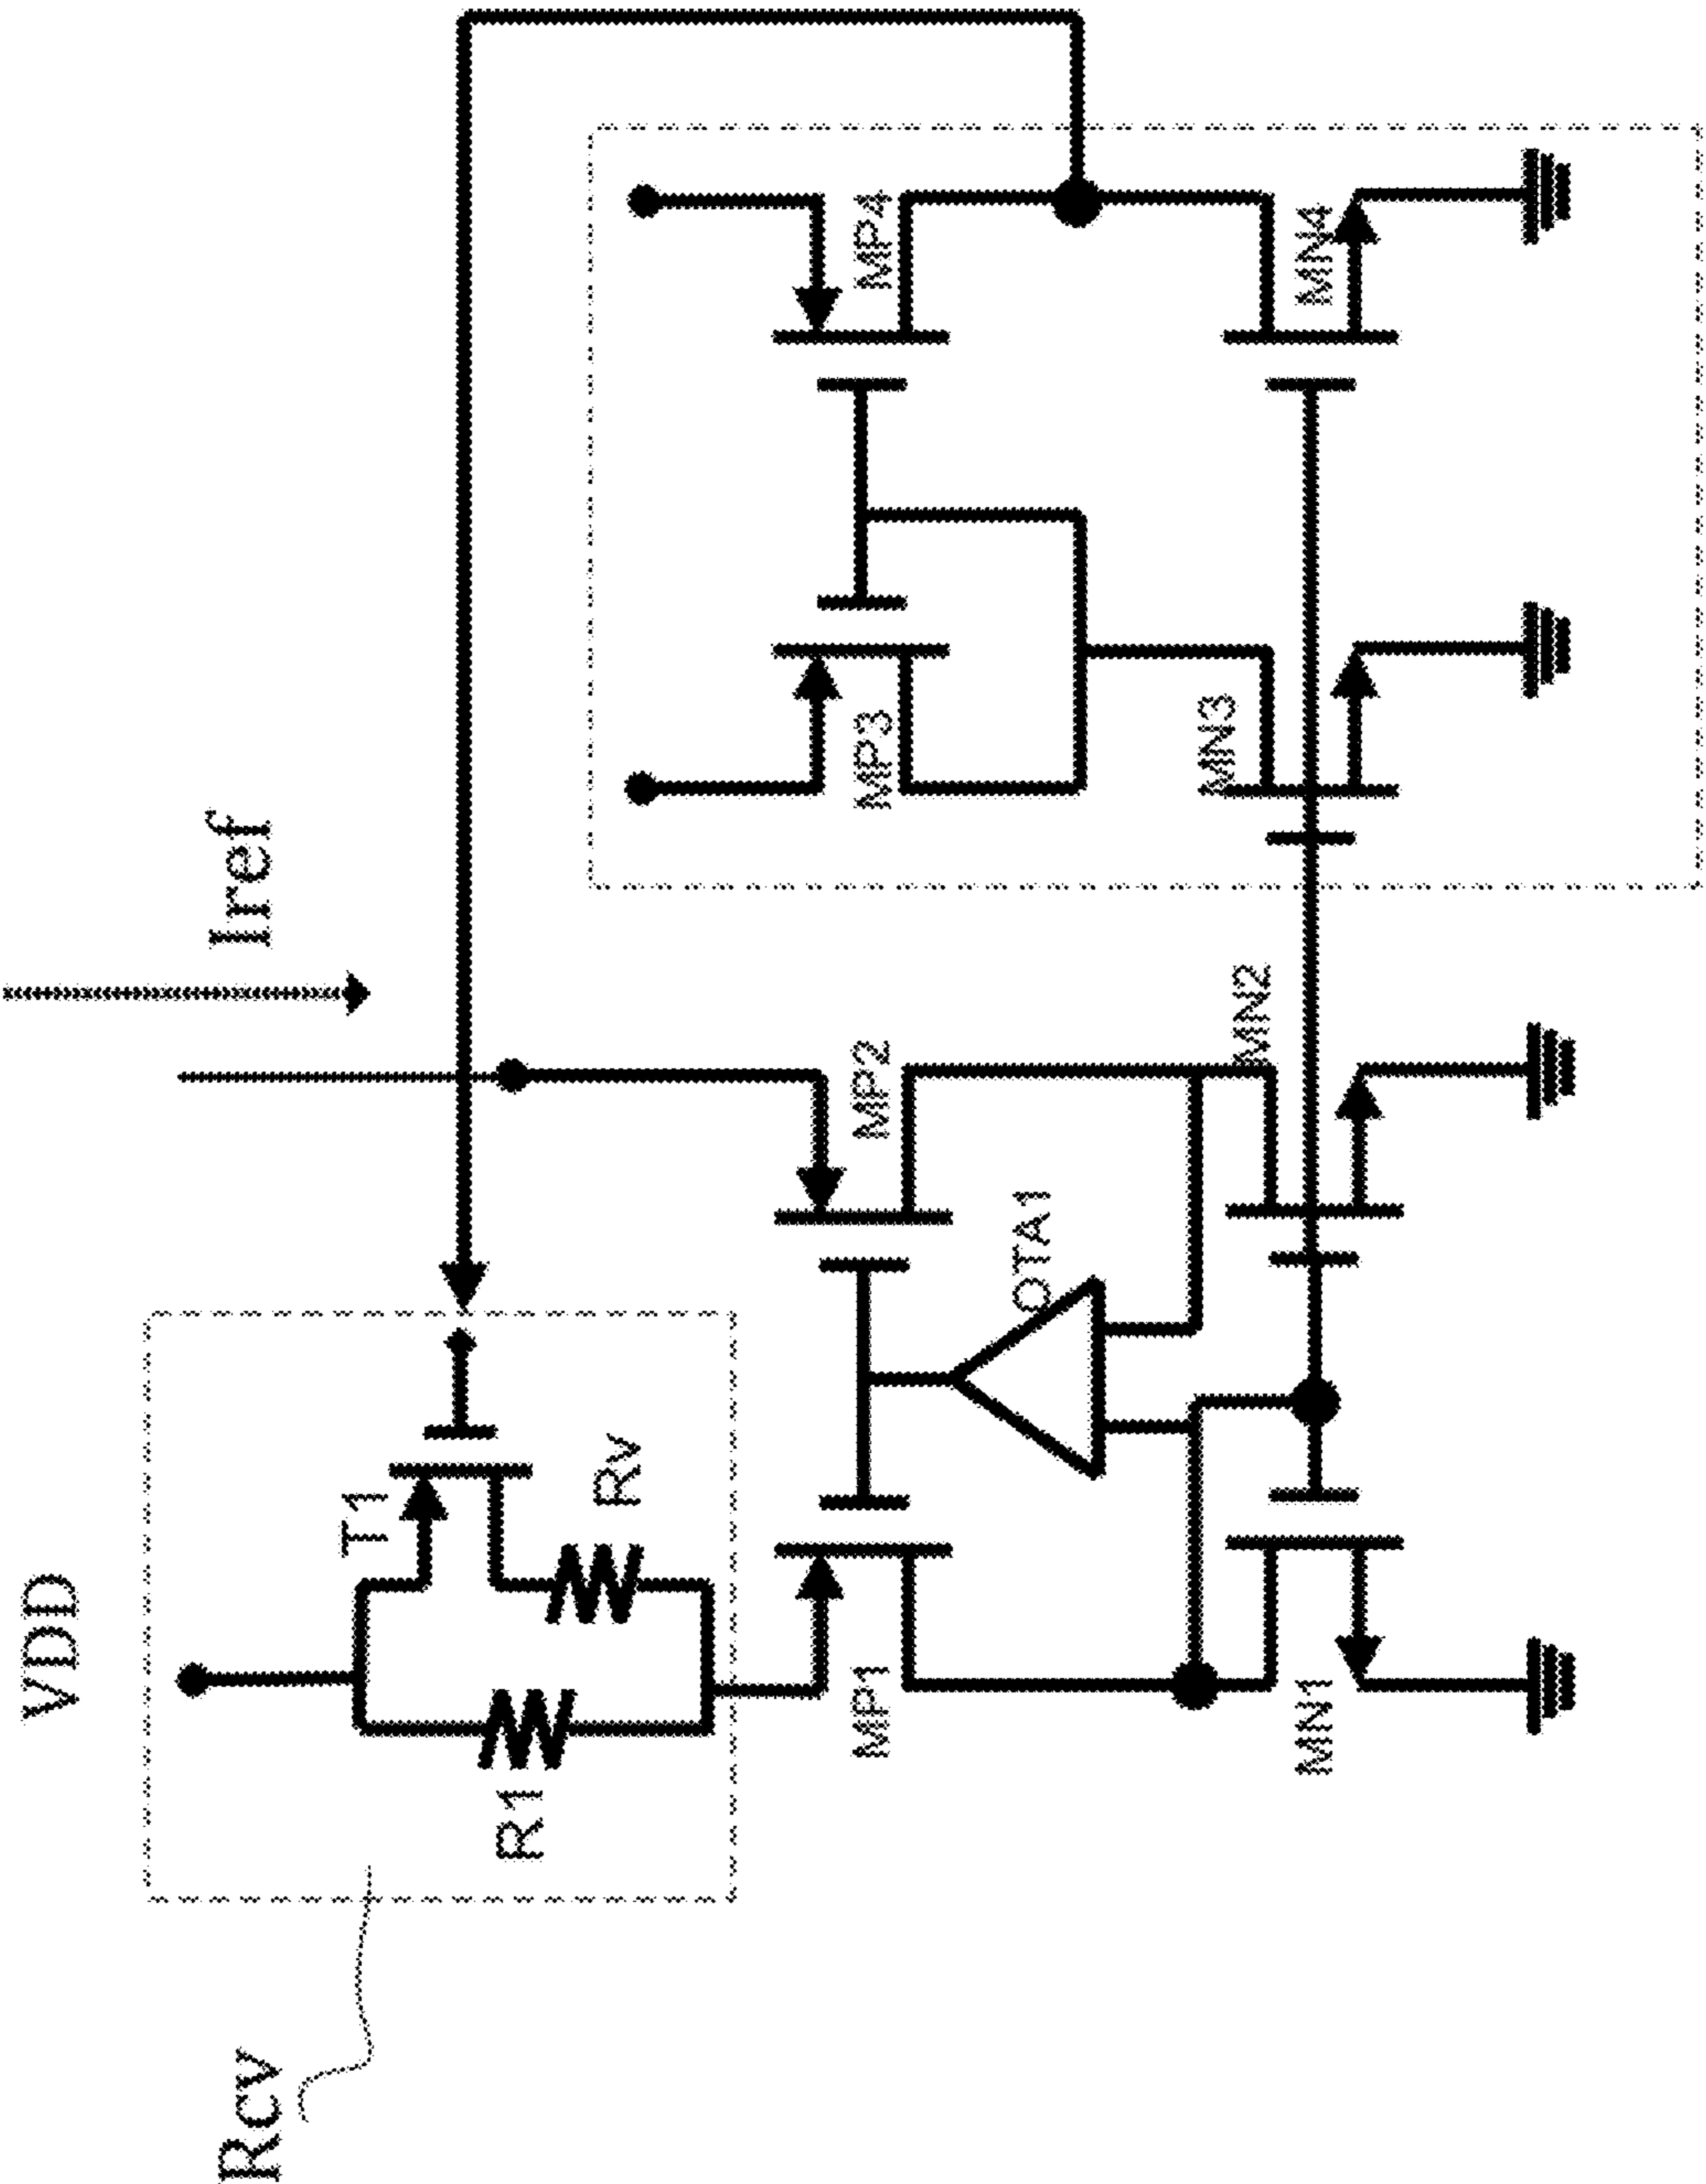 Rcv
VDD
Iref
T1
R1
Rv
MP1
MP2
MP3
MP4
OTA1
MN1
MN2
MN3
MN4